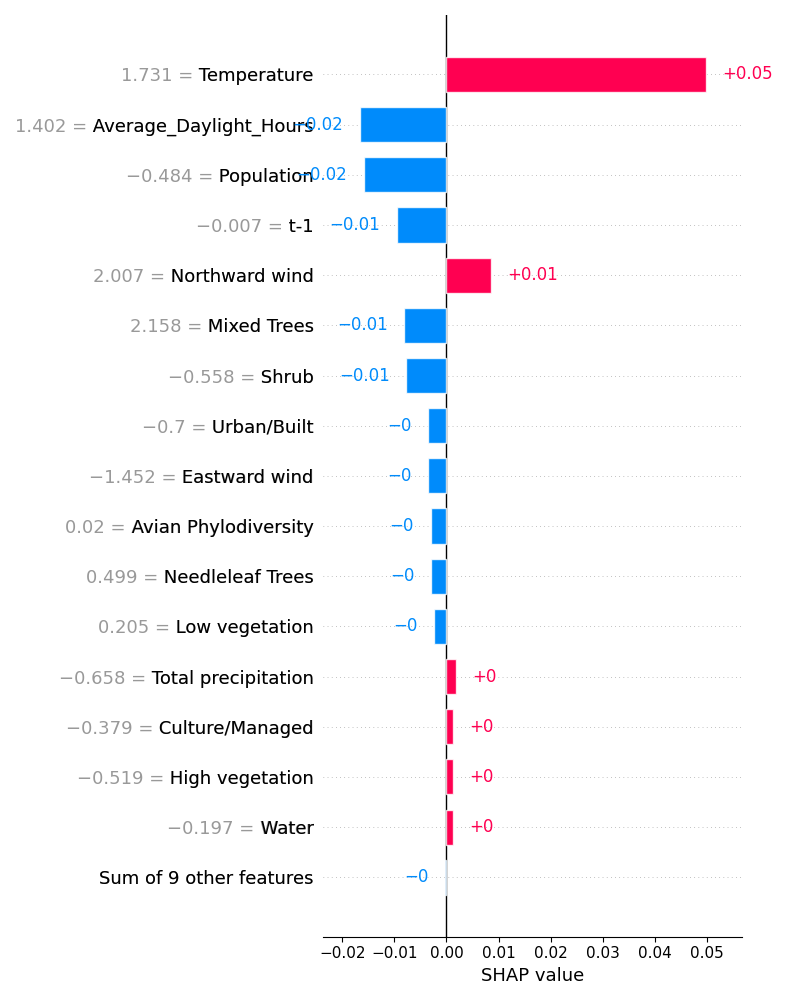 1.731 = Temperature +0.05
1.402 = Average_Daylight_Hours −0.02
−0.484 = Population −0.02
−0.007 = t-1 −0.01
2.007 = Northward wind +0.01
2.158 = Mixed Trees −0.01
−0.558 = Shrub −0.01
−0.7 = Urban/Built −0
−1.452 = Eastward wind −0
0.02 = Avian Phylodiversity −0
0.499 = Needleleaf Trees −0
0.205 = Low vegetation −0
−0.658 = Total precipitation +0
−0.379 = Culture/Managed +0
−0.519 = High vegetation +0
−0.197 = Water +0
Sum of 9 other features −0
−0.02 −0.01 0.00 0.01 0.02 0.03 0.04 0.05
SHAP value